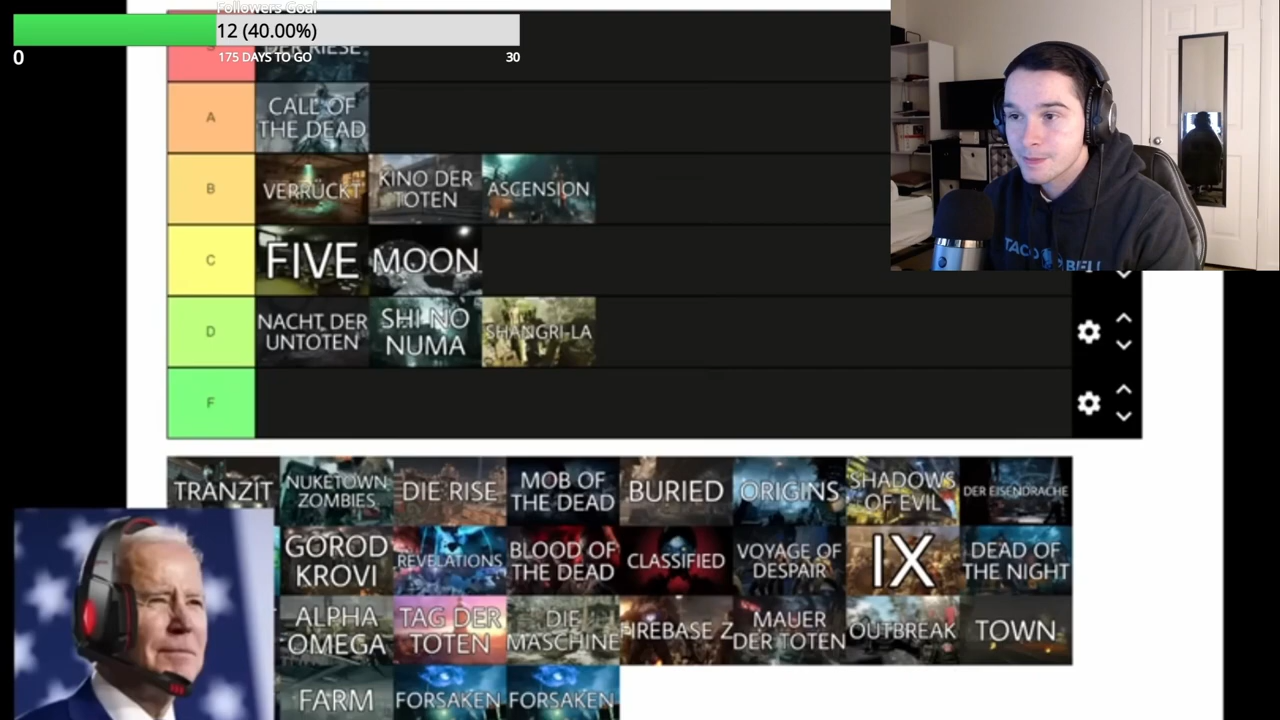 Followers Goal
12 (40.00%)
0
175 DAYS TO GO
30
DER RIESE
A
CALL OF
THE DEAD
B
VERRÜCKT
KINO DER
TOTEN
ASCENSION
C
FIVE
MOON
D
NACHT DER
UNTOTEN
SHI NO
NUMA
SHANGRI-LA
F
TRANZIT
NUKETOWN
ZOMBIES
DIE RISE
MOB OF
THE DEAD
BURIED
ORIGINS
SHADOWS
OF EVIL
DER EISENDRACHE
GOROD
KROVI
REVELATIONS
BLOOD OF
THE DEAD
CLASSIFIED
VOYAGE OF
DESPAIR
IX
DEAD OF
THE NIGHT
ALPHA
OMEGA
TAG DER
TOTEN
DIE
MASCHINE
FIREBASE Z
MAUER
DER TOTEN
OUTBREAK
TOWN
FARM
FORSAKEN
FORSAKEN
TACO BELL